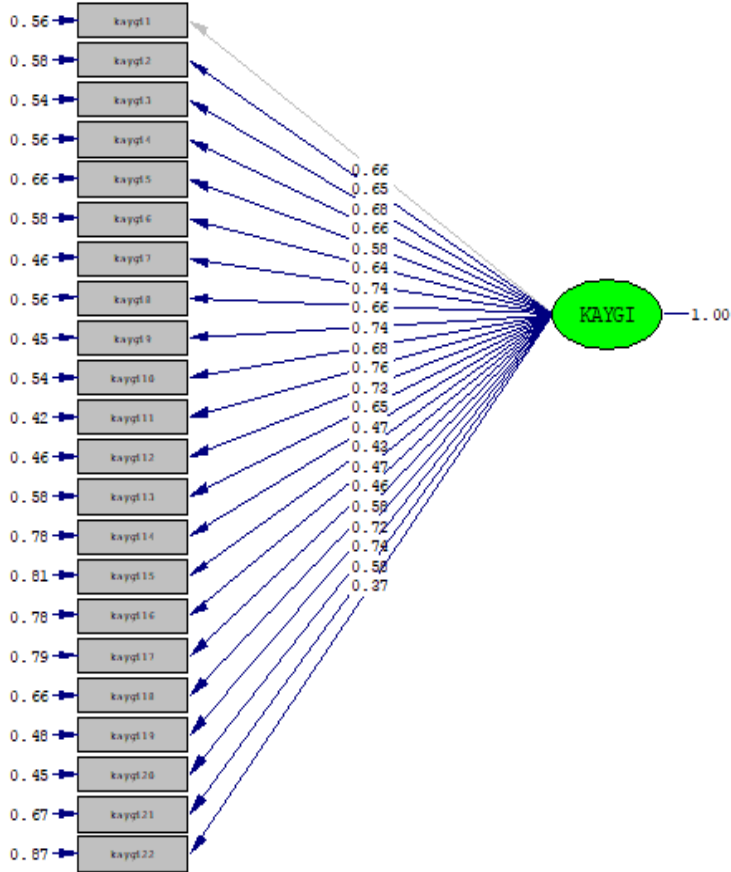 0.56 kaygi1
0.58 kaygi2
0.54 kaygi3
0.56 kaygi4
0.66 kaygi5
0.58 kaygi6
0.46 kaygi7
0.56 kaygi8
0.45 kaygi9
0.54 kaygi10
0.42 kaygi11
0.46 kaygi12
0.58 kaygi13
0.78 kaygi14
0.81 kaygi15
0.78 kaygi16
0.79 kaygi17
0.66 kaygi18
0.48 kaygi19
0.45 kaygi20
0.67 kaygi21
0.87 kaygi22
0.66
0.65
0.68
0.66
0.58
0.64
0.74
0.66
0.74
0.68
0.76
0.73
0.65
0.47
0.43
0.47
0.46
0.58
0.72
0.74
0.58
0.37
KAYGI 1.00